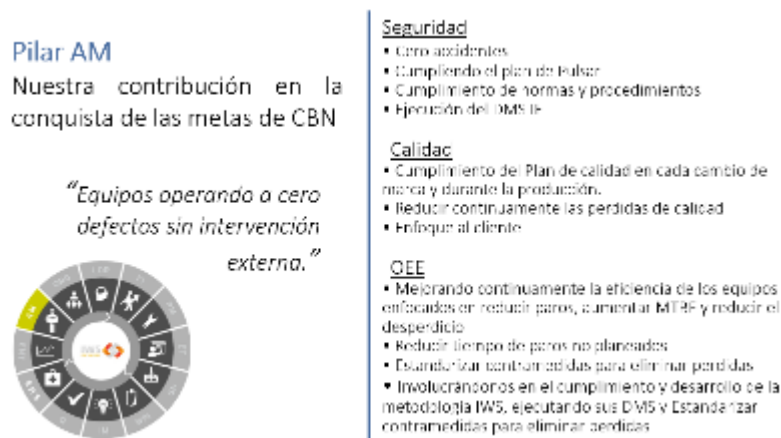 Pilar AM
Nuestra contribución en la
conquista de las metas de CBN
"Equipos operando a cero
defectos sin intervención
externa."
Seguridad
▪ Cero accidentes
▪ Cumpliendo el plan de Pulsar
▪ Cumplimiento de normas y procedimientos
▪ Ejecución del DMS IF
Calidad
▪ Cumplimiento del Plan de calidad en cada cambio de
marca y durante la producción.
▪ Reducir continuamente las perdidas de calidad
▪ Enfoque al cliente
OEE
▪ Mejorando continuamente la eficiencia de los equipos
enfocados en reducir paros, aumentar MTBF y reducir el
desperdicio
▪ Reducir tiempo de paros no planeados
▪ Estandarizar contramedidas para eliminar perdidas
▪ Involucrándonos en el cumplimiento y desarrollo de la
metodología IWS, ejecutando sus DMS y Estandarizar
contramedidas para eliminar perdidas
AM
IWS